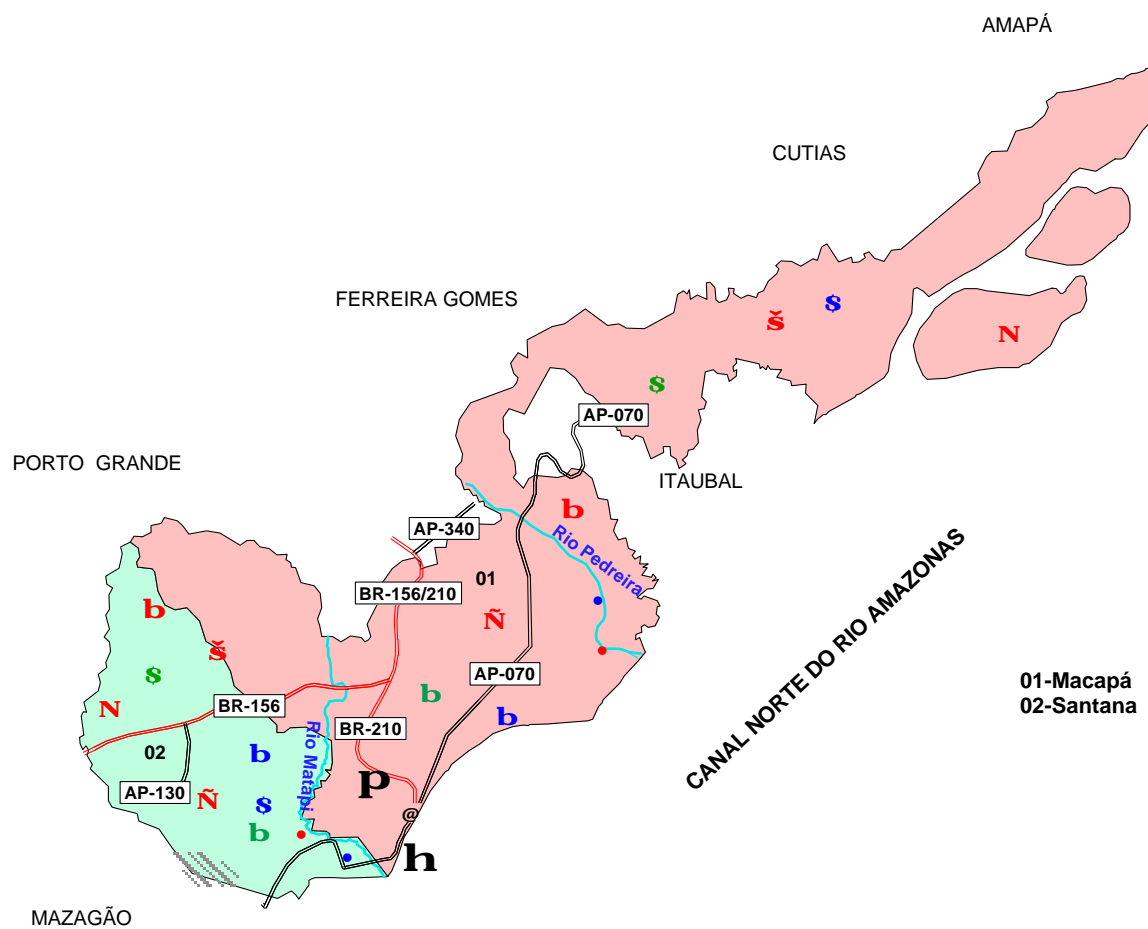 AMAPÁ
CUTIAS
FERREIRA GOMES
$
š
N
$
AP-070
PORTO GRANDE
ITAUBAL
b
AP-340
Rio Pedreira
01
BR-156/210
b
Ñ
š
$
AP-070
01-Macapá
b
N
BR-156
02-Santana
b
BR-210
CANAL NORTE DO RIO AMAZONAS
02
b
Rio Matapi
p
AP-130
Ñ
$
@
b
h
MAZAGÃO